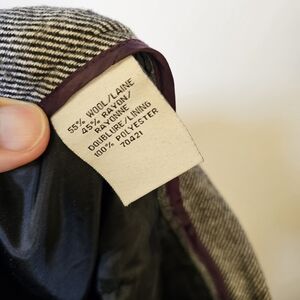 55% WOOL/LAINE
45% RAYON/
RAYONNE
DOUBLURE/LINING
100% POLYESTER
70421